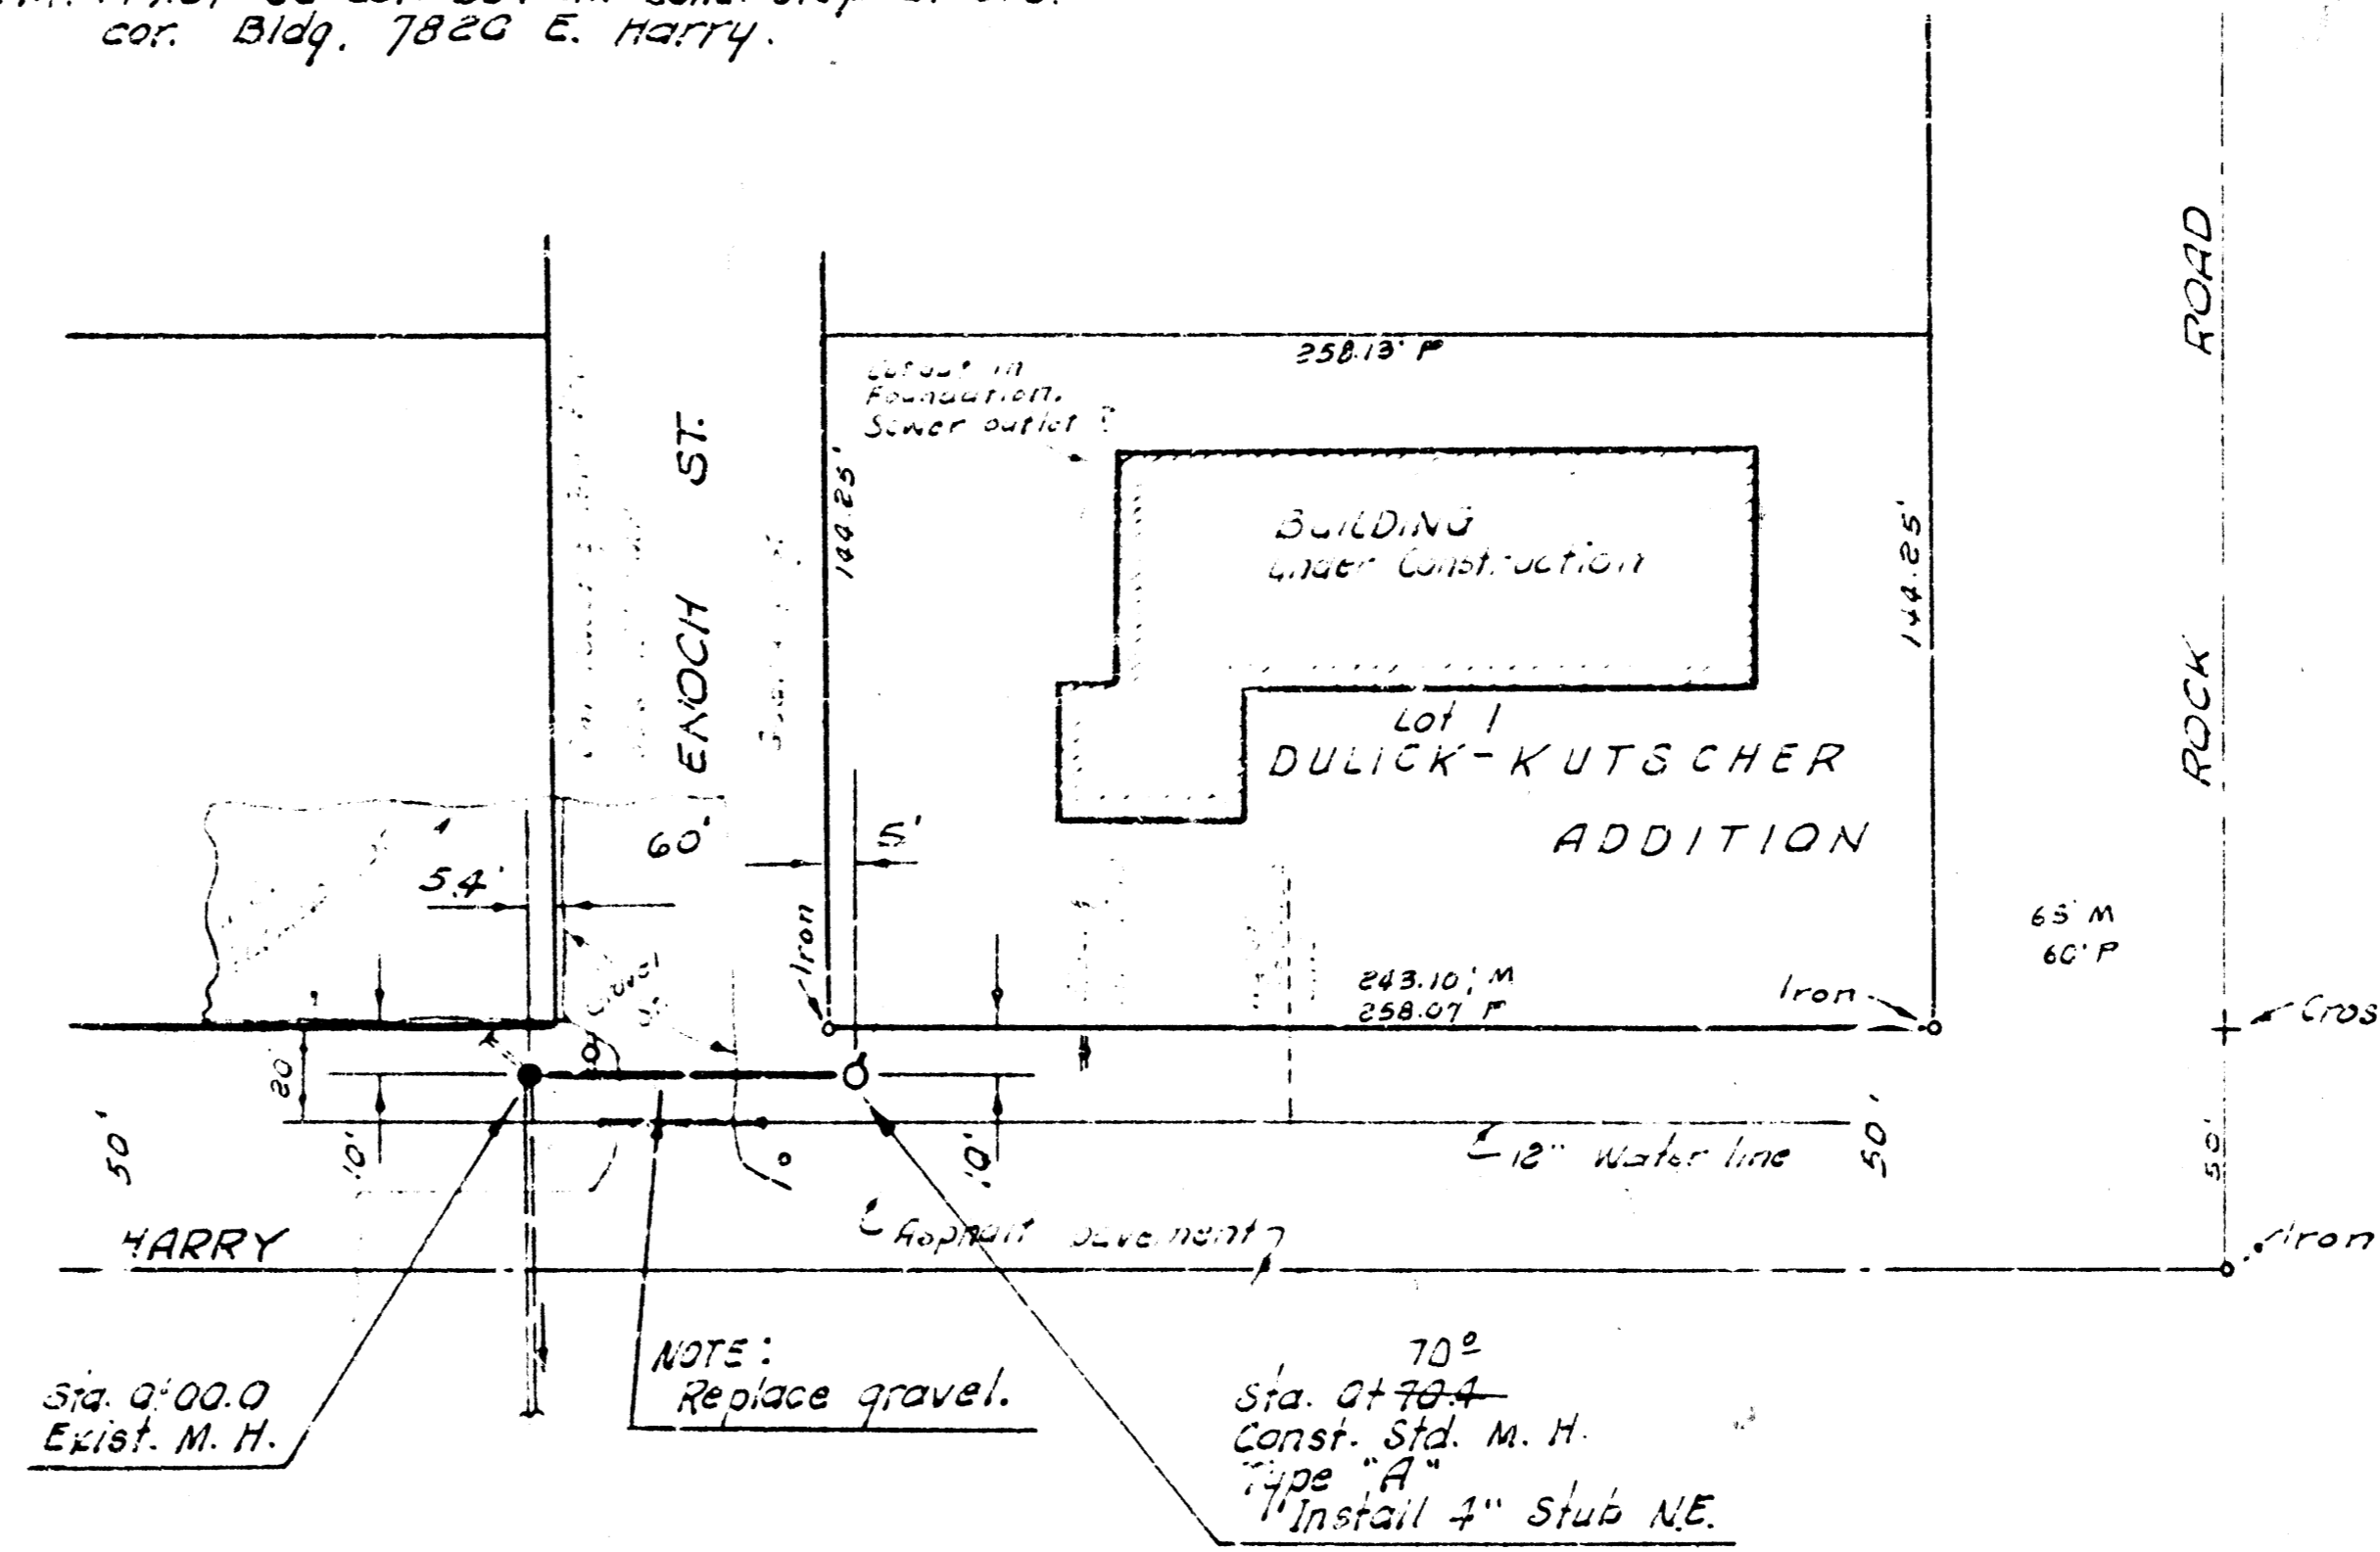 cor. Bldg. 7820 E. Harry.
258.13' P
Cutout in
Foundation.
Sewer outlet ?
ENOCH ST.
144.25'
BUILDING
under Construction
144.25'
ROCK ROAD
Lot 1
DULICK-KUTSCHER
ADDITION
60'
5'
5.4'
Iron
Gravel
65' M
60' P
243.10' M
258.07' P
Iron
Cros
20'
10'
10'
50'
50'
50'
℄ 12" Water line
HARRY
℄ Asphalt pavement
Iron
Sta. 0+00.0
Exist. M. H.
NOTE:
Replace gravel.
70º
Sta. 0+70.4
Const. Std. M. H.
Type "A"
Install 4" Stub N.E.